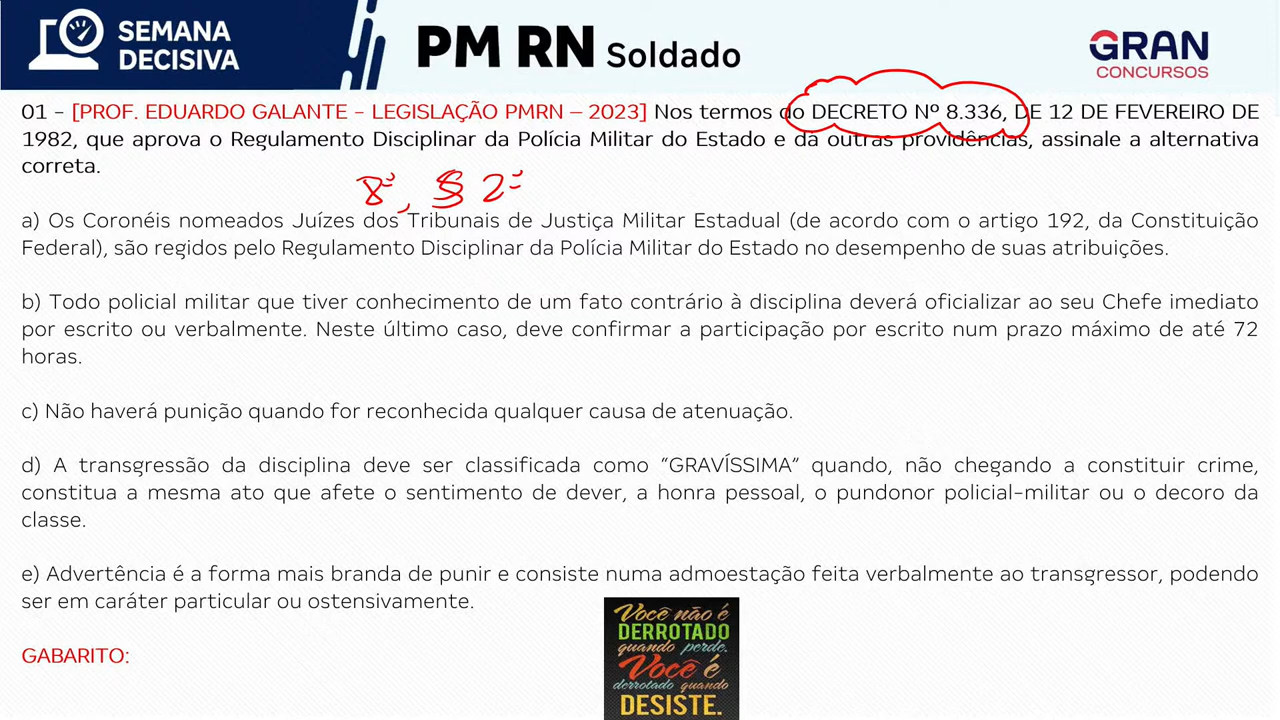 SEMANA
DECISIVA
PM RN Soldado
GRAN
CONCURSOS
01 - [PROF. EDUARDO GALANTE - LEGISLAÇÃO PMRN – 2023] Nos termos do DECRETO Nº 8.336, DE 12 DE FEVEREIRO DE
1982, que aprova o Regulamento Disciplinar da Polícia Militar do Estado e dá outras providências, assinale a alternativa
correta.
8º, § 2º
a) Os Coronéis nomeados Juízes dos Tribunais de Justiça Militar Estadual (de acordo com o artigo 192, da Constituição
Federal), são regidos pelo Regulamento Disciplinar da Polícia Militar do Estado no desempenho de suas atribuições.
b) Todo policial militar que tiver conhecimento de um fato contrário à disciplina deverá oficializar ao seu Chefe imediato
por escrito ou verbalmente. Neste último caso, deve confirmar a participação por escrito num prazo máximo de até 72
horas.
c) Não haverá punição quando for reconhecida qualquer causa de atenuação.
d) A transgressão da disciplina deve ser classificada como “GRAVÍSSIMA” quando, não chegando a constituir crime,
constitua a mesma ato que afete o sentimento de dever, a honra pessoal, o pundonor policial-militar ou o decoro da
classe.
e) Advertência é a forma mais branda de punir e consiste numa admoestação feita verbalmente ao transgressor, podendo
ser em caráter particular ou ostensivamente.
GABARITO:
Você não é
DERROTADO
quando perde.
Você é
derrotado quando
DESISTE.